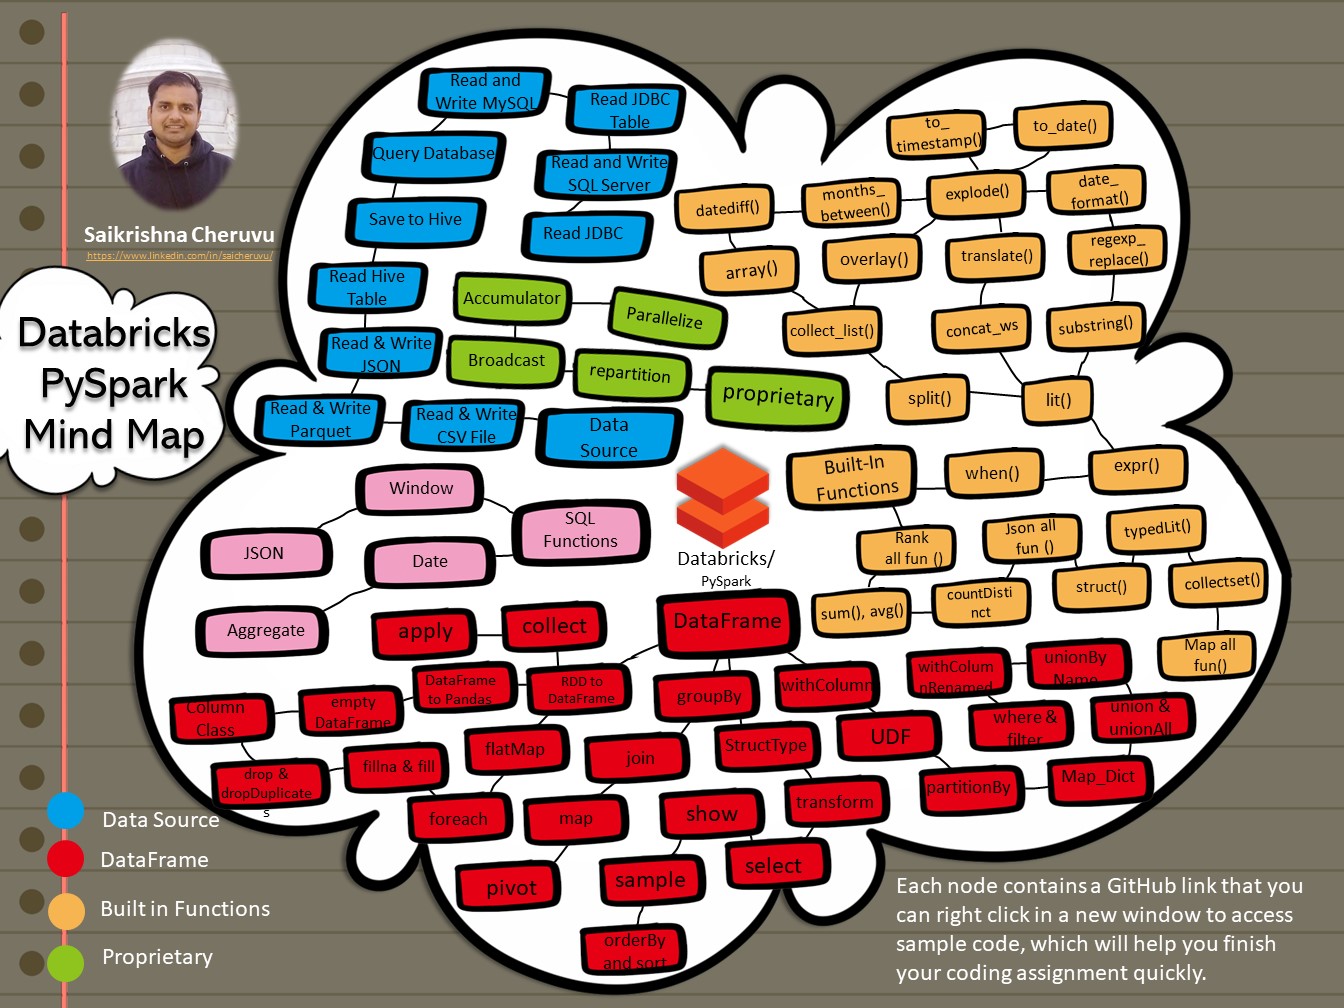 Saikrishna Cheruvu
https://www.linkedin.com/in/saicheruvu/
Databricks
PySpark
Mind Map
Read and
Write MySQL
Read JDBC
Table
Query Database
Read and Write
SQL Server
Save to Hive
Read JDBC
Read Hive
Table
Read & Write
JSON
Read & Write
Parquet
Read & Write
CSV File
Data
Source
Accumulator
Parallelize
Broadcast
repartition
proprietary
to_
timestamp()
to_date()
datediff()
months_
between()
explode()
date_
format()
array()
overlay()
translate()
regexp_
replace()
collect_list()
concat_ws
substring()
split()
lit()
Built-In
Functions
when()
expr()
Rank
all fun ()
Json all
fun ()
typedLit()
sum(), avg()
countDisti
nct
struct()
collectset()
Map all
fun()
Window
SQL
Functions
JSON
Date
Aggregate
Databricks/
PySpark
DataFrame
apply
collect
DataFrame
to Pandas
RDD to
DataFrame
groupBy
withColumn
withColum
nRenamed
unionBy
Name
Column
Class
empty
DataFrame
flatMap
join
StructType
UDF
where &
filter
union &
unionAll
drop &
dropDuplicate
s
fillna & fill
foreach
map
show
transform
partitionBy
Map_Dict
pivot
sample
select
orderBy
and sort
Data Source
DataFrame
Built in Functions
Proprietary
Each node contains a GitHub link that you
can right click in a new window to access
sample code, which will help you finish
your coding assignment quickly.